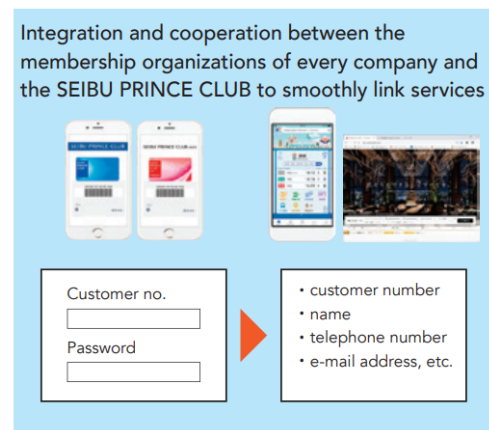 Integration and cooperation between the
membership organizations of every company and
the SEIBU PRINCE CLUB to smoothly link services
SEIBU PRINCE CLUB
SEIBU PRINCE CLUB
Customer no.
Password
• customer number
• name
• telephone number
• e-mail address, etc.